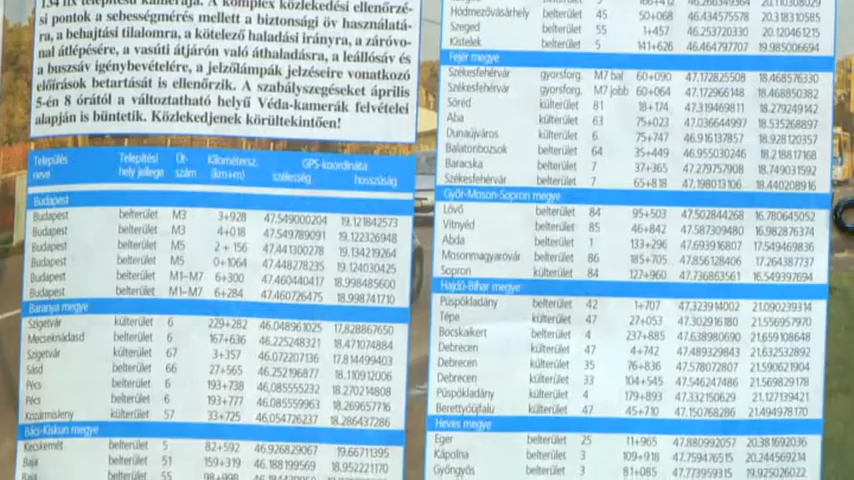 pítésű kamerája. A komplex közlekedési ellenőrzé-
si pontok a sebességmérés mellett a biztonsági öv használatá-
ra, a behajtási tilalomra, a kötelező haladási irányra, a záróvo-
nal átlépésére, a vasúti átjárón való áthaladásra, a leállósáv és
a buszsáv igénybevételére, a jelzőlámpák jelzéseire vonatkozó
előírások betartását is ellenőrzik. A szabályszegéseket április
5-én 8 órától a változtatható helyű Véda-kamerák felvételei
alapján is büntetik. Közlekedjenek körültekintően!
Település neve Telepítési hely jellege Út-szám Kilométersz. (km+m) GPS-koordináta szélesség hosszúság
Budapest
Budapest belterület M3 3+928 47.549000204 19.121842573
Budapest belterület M3 4+018 47.549789091 19.122326948
Budapest belterület M5 2+156 47.441300278 19.134219264
Budapest belterület M5 0+1064 47.448278235 19.124030425
Budapest belterület M1-M7 6+300 47.460440417 18.998485600
Budapest belterület M1-M7 6+284 47.460726475 18.998741710
Baranya megye
Szigetvár külterület 6 229+282 46.048961025 17,828867650
Mecseknádasd belterület 6 167+636 46.225248321 18.471074884
Szigetvár külterület 67 3+357 46.072207136 17.814499403
Sásd belterület 66 27+565 46.252196877 18.110912006
Pécs belterület 6 193+738 46.085555232 18.270214808
Pécs belterület 6 193+777 46.085559963 18.269657716
Kozármisleny külterület 57 33+725 46,054726237 18.286437286
Bács-Kiskun megye
Kecskemét belterület 5 82+592 46.926829067 19.66711395
Baja belterület 51 159+319 46.188199569 18.952221170
Baja belterület 55
Hódmezővásárhely belterület 45 50+068 46.434575578 20.318310585
Szeged belterület 55 1+457 46.253720330 20.120461215
Kistelek belterület 5 141+626 46.464797707 19.985006694
Fejér megye
Székesfehérvár gyorsforg. M7 bal 60+090 47.172825508 18.468576330
Székesfehérvár gyorsforg. M7 jobb 60+064 47.172966148 18.468850382
Söréd külterület 81 18+174 47.319469811 18.279249142
Aba külterület 63 75+023 47.036644997 18.535268897
Dunaújváros külterület 6 75+747 46.916137857 18.928120357
Balatonbozsok belterület 64 35+449 46.955030246 18.218817168
Baracska belterület 7 37+365 47.279757908 18.749031592
Székesfehérvár belterület 7 65+818 47.198013106 18.440208916
Győr-Moson-Sopron megye
Lövő belterület 84 95+503 47.502844268 16.780645052
Vitnyéd belterület 85 46+842 47.587309480 16.982876374
Abda belterület 1 133+296 47.693916807 17.549469836
Mosonmagyaróvár belterület 86 185+705 47.856128406 17.264387737
Sopron külterület 84 127+960 47.736863561 16.549397694
Hajdú-Bihar megye
Püspökladány belterület 42 1+707 47.323914002 21.090239314
Tépe külterület 47 27+053 47.302916180 21.556957970
Bocskaikert belterület 4 237+885 47.638980690 21.659108648
Debrecen külterület 47 4+742 47.489329843 21.632532892
Debrecen belterület 35 76+836 47.578072807 21.590621904
Debrecen külterület 33 104+545 47.546247486 21.569829178
Püspökladány külterület 4 179+893 47.332150629 21.127139421
Berettyóújfalu külterület 47 45+710 47.150768286 21.494978170
Heves megye
Eger belterület 25 11+965 47.880992057 20.381692036
Kápolna belterület 3 109+918 47.759476515 20.244569214
Gyöngyös belterület 3 81+085 47.773959315 19.925026022